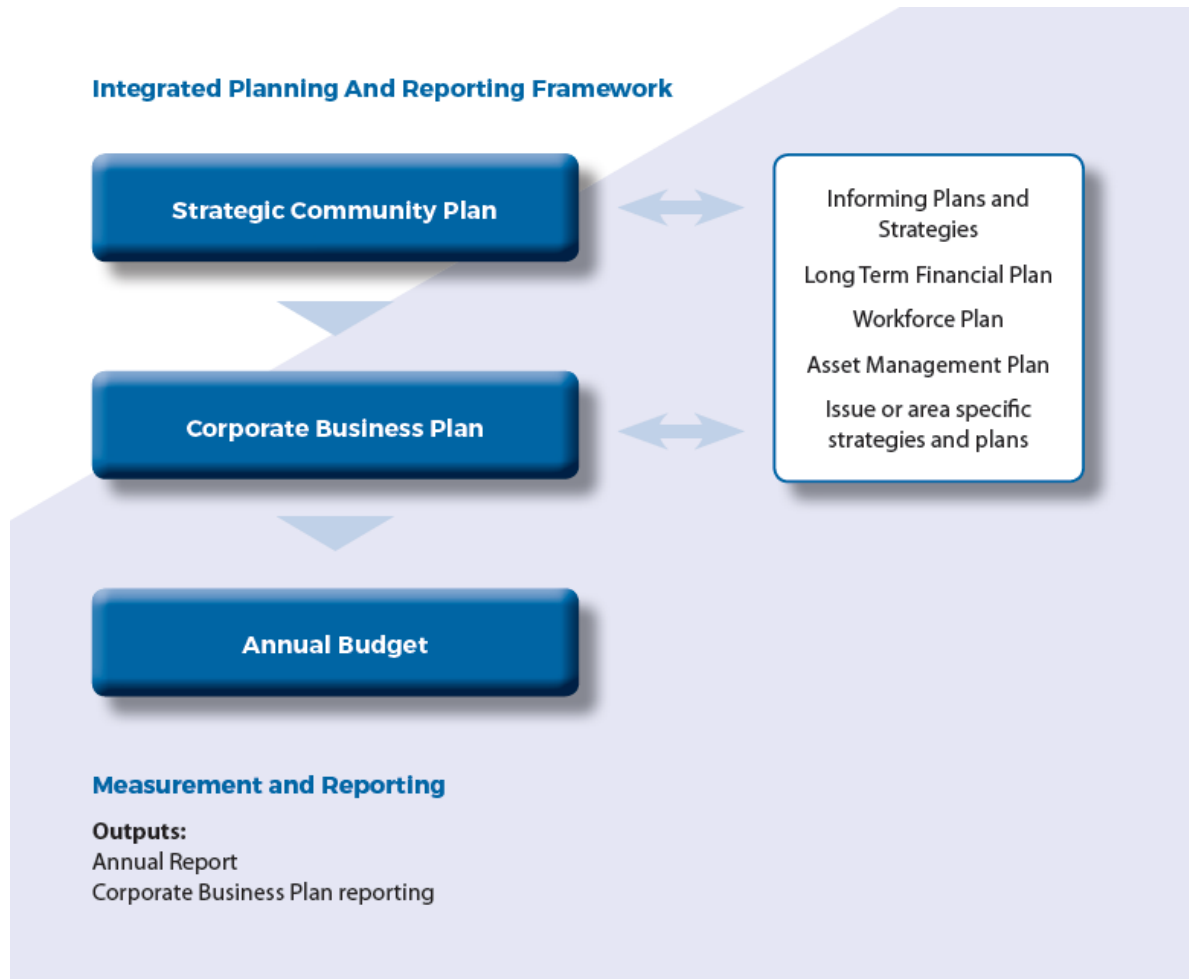 Integrated Planning And Reporting Framework
Strategic Community Plan
Informing Plans and
Strategies
Long Term Financial Plan
Workforce Plan
Asset Management Plan
Issue or area specific
strategies and plans
Corporate Business Plan
Annual Budget
Measurement and Reporting
Outputs:
Annual Report
Corporate Business Plan reporting